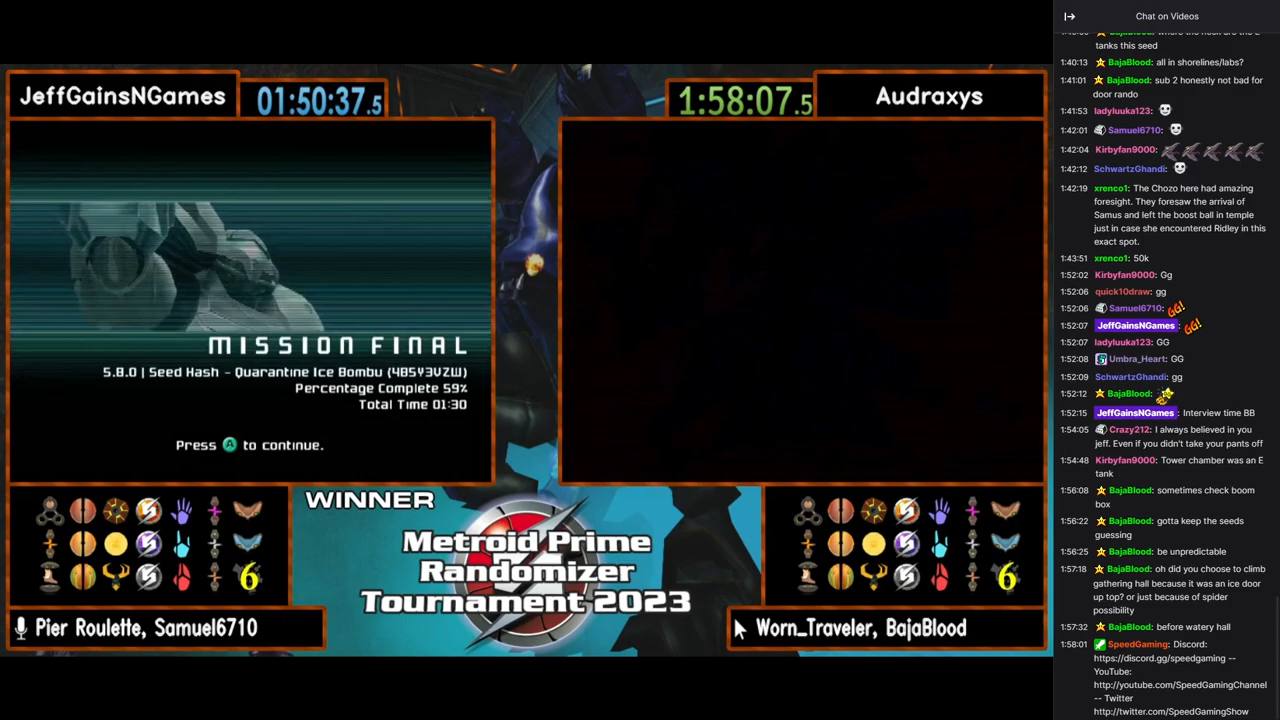 Chat on Videos
JeffGainsNGames
01:50:37.5
1:58:07.5
Audraxys
MISSION FINAL
5.8.0 | Seed Hash - Quarantine Ice Bombu (4B5Y3VZW)
Percentage Complete 59%
Total Time 01:30
Press A to continue.
WINNER
Metroid Prime
Randomizer
Tournament 2023
6
6
Pier Roulette, Samuel6710
Worn_Traveler, BajaBlood
tanks this seed
1:40:13 BajaBlood: all in shorelines/labs?
1:41:01 BajaBlood: sub 2 honestly not bad for
door rando
1:41:53 ladyluuka123:
1:42:01 Samuel6710:
1:42:04 Kirbyfan9000:
1:42:12 SchwartzGhandi:
1:42:19 xrenco1: The Chozo here had amazing
foresight. They foresaw the arrival of
Samus and left the boost ball in temple
just in case she encountered Ridley in this
exact spot.
1:43:51 xrenco1: 50k
1:52:02 Kirbyfan9000: Gg
1:52:06 quick10draw: gg
1:52:06 Samuel6710: GG!
1:52:07 JeffGainsNGames: GG!
1:52:07 ladyluuka123: GG
1:52:08 Umbra_Heart: GG
1:52:09 SchwartzGhandi: gg
1:52:12 BajaBlood:
1:52:15 JeffGainsNGames: Interview time BB
1:54:05 Crazy212: I always believed in you
jeff. Even if you didn't take your pants off
1:54:48 Kirbyfan9000: Tower chamber was an E
tank
1:56:08 BajaBlood: sometimes check boom
box
1:56:22 BajaBlood: gotta keep the seeds
guessing
1:56:25 BajaBlood: be unpredictable
1:57:18 BajaBlood: oh did you choose to climb
gathering hall because it was an ice door
up top? or just because of spider
possibility
1:57:32 BajaBlood: before watery hall
1:58:01 SpeedGaming: Discord:
https://discord.gg/speedgaming --
YouTube:
http://youtube.com/SpeedGamingChannel
-- Twitter
http://twitter.com/SpeedGamingShow